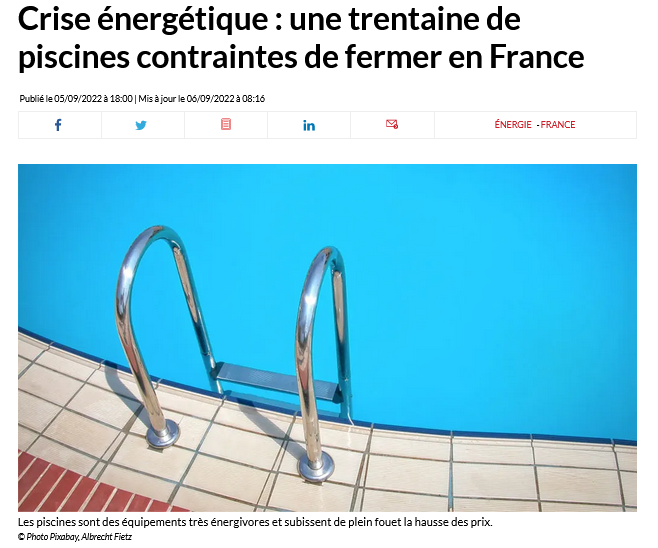 Crise énergétique : une trentaine de
piscines contraintes de fermer en France
Publié le 05/09/2022 à 18:00 | Mis à jour le 06/09/2022 à 08:16
ÉNERGIE - FRANCE
Les piscines sont des équipements très énergivores et subissent de plein fouet la hausse des prix.
© Photo Pixabay, Albrecht Fietz